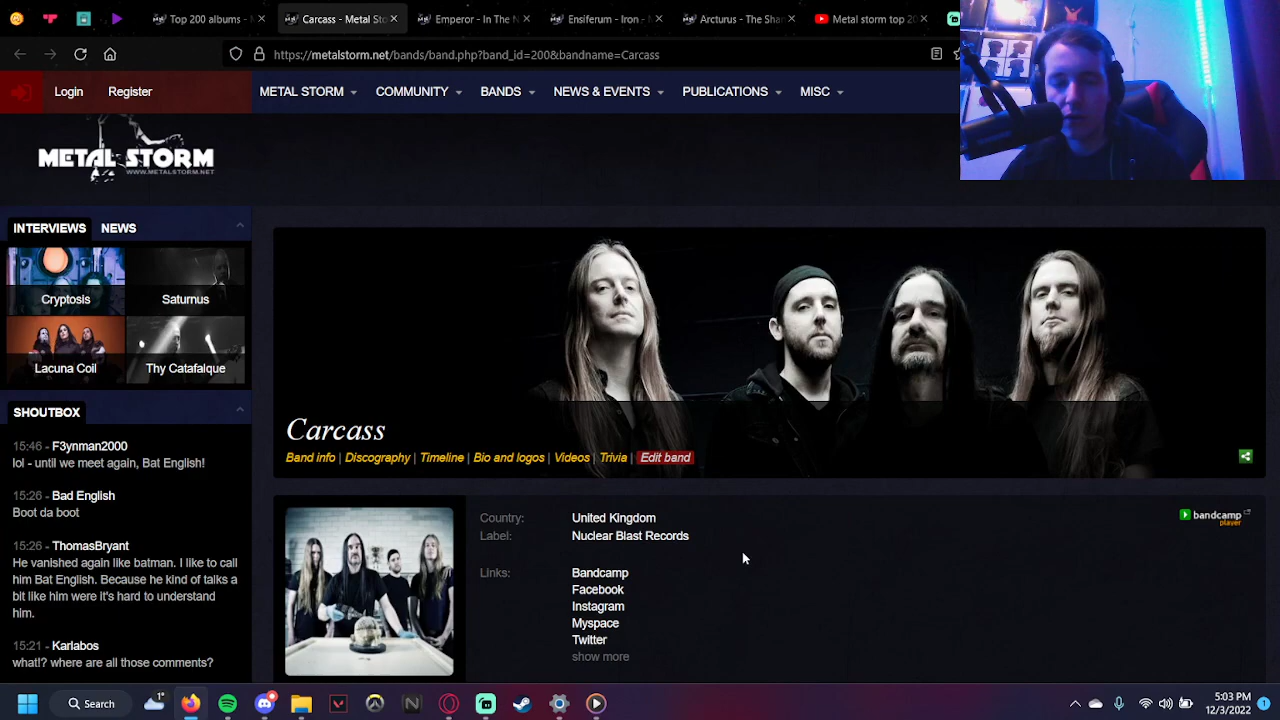 Top 200 albums -
Carcass - Metal Sto
Emperor - In The N
Ensiferum - Iron -
Arcturus - The Sha
Metal storm top 20
https://metalstorm.net/bands/band.php?band_id=200&bandname=Carcass
Login
Register
METAL STORM
COMMUNITY
BANDS
NEWS & EVENTS
PUBLICATIONS
MISC
METAL STORM
WWW.METALSTORM.NET
INTERVIEWS
NEWS
Cryptosis
Saturnus
Lacuna Coil
Thy Catafalque
SHOUTBOX
15:46 - F3ynman2000
lol - until we meet again, Bat English!
15:26 - Bad English
Boot da boot
15:26 - ThomasBryant
He vanished again like batman. I like to call
him Bat English. Because he kind of talks a
bit like hlm were it's hard to understand
him.
15:21 - Karlabos
what!? where are all those comments?
Carcass
Band info | Discography | Timeline | Bio and logos | Videos | Trivia | Edit band
Country: United Kingdom
Label: Nuclear Blast Records
Links: Bandcamp
Facebook
Instagram
Myspace
Twitter
show more
bandcamp
player
Search
5:03 PM
12/3/2022